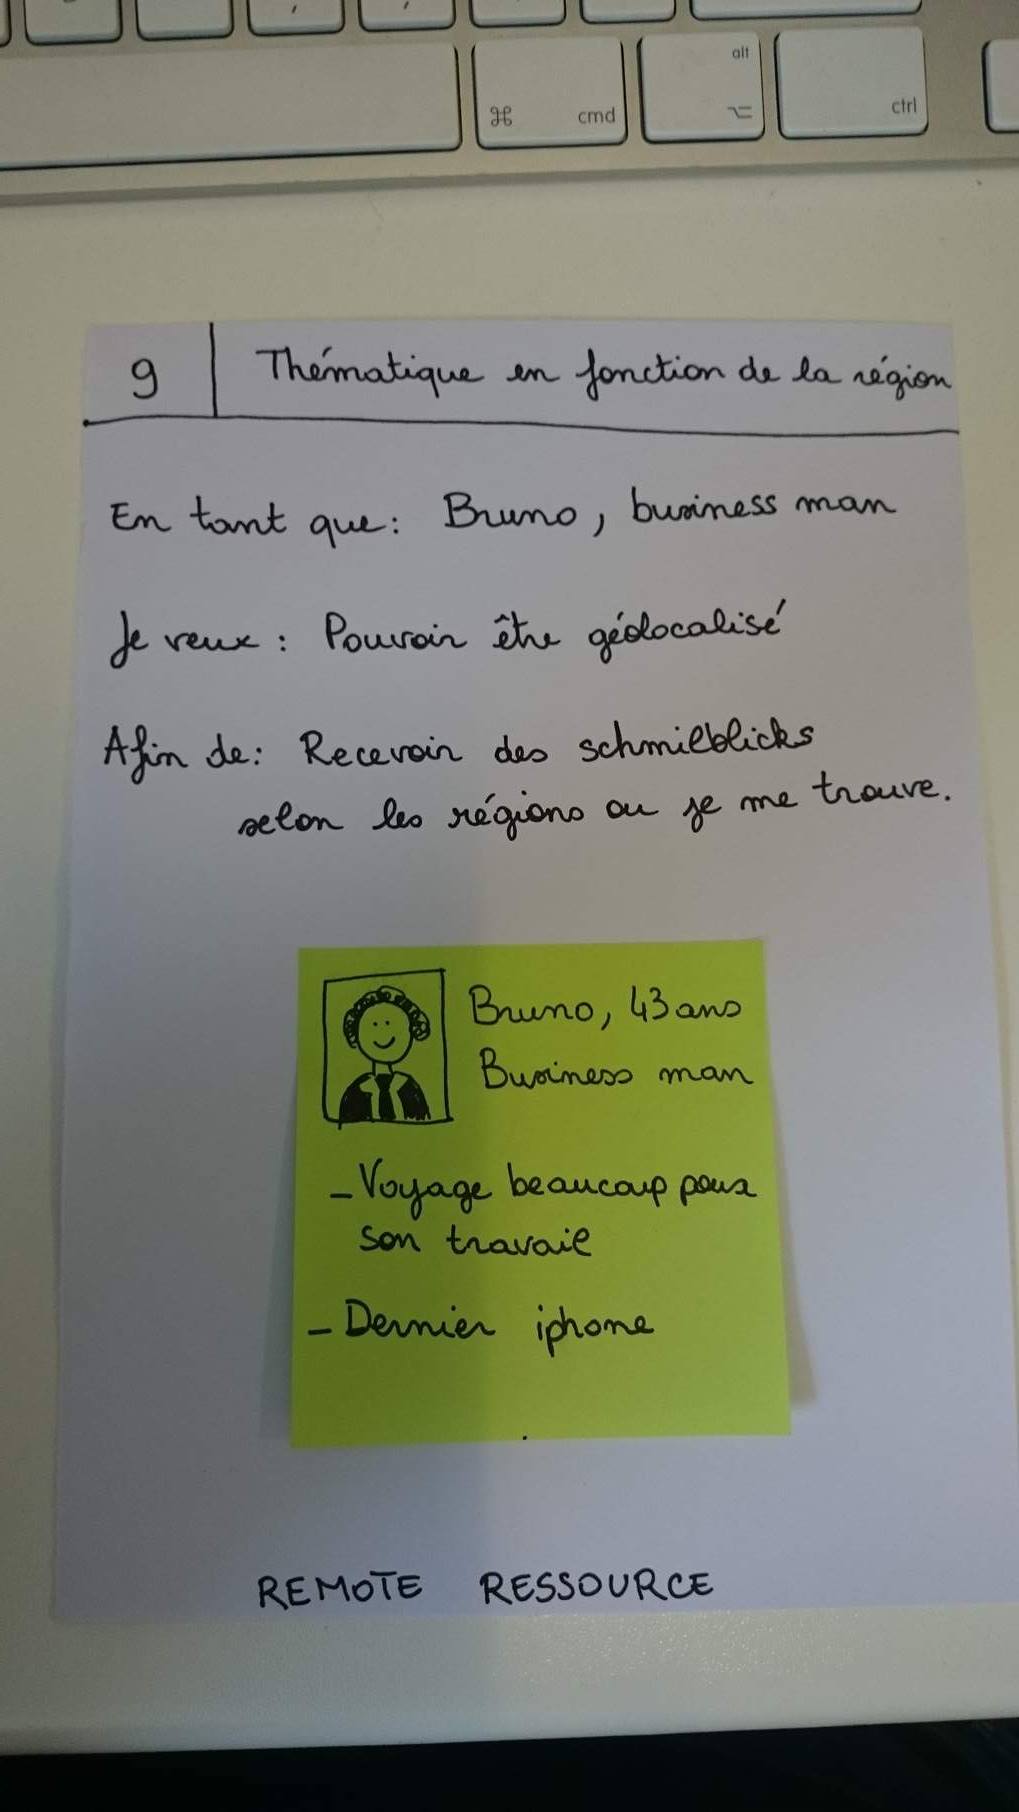 alt
⌘ cmd ⌥ ctrl
9 Thématique en fonction de la région
En tant que: Bruno, business man
Je veux : Pouvoir être géolocalisé
Afin de: Recevoir des schmilblicks
selon les régions ou je me trouve.
Bruno, 43 ans
Business man
- Voyage beaucoup pour
son travail
- Dernier iphone
REMOTE RESSOURCE